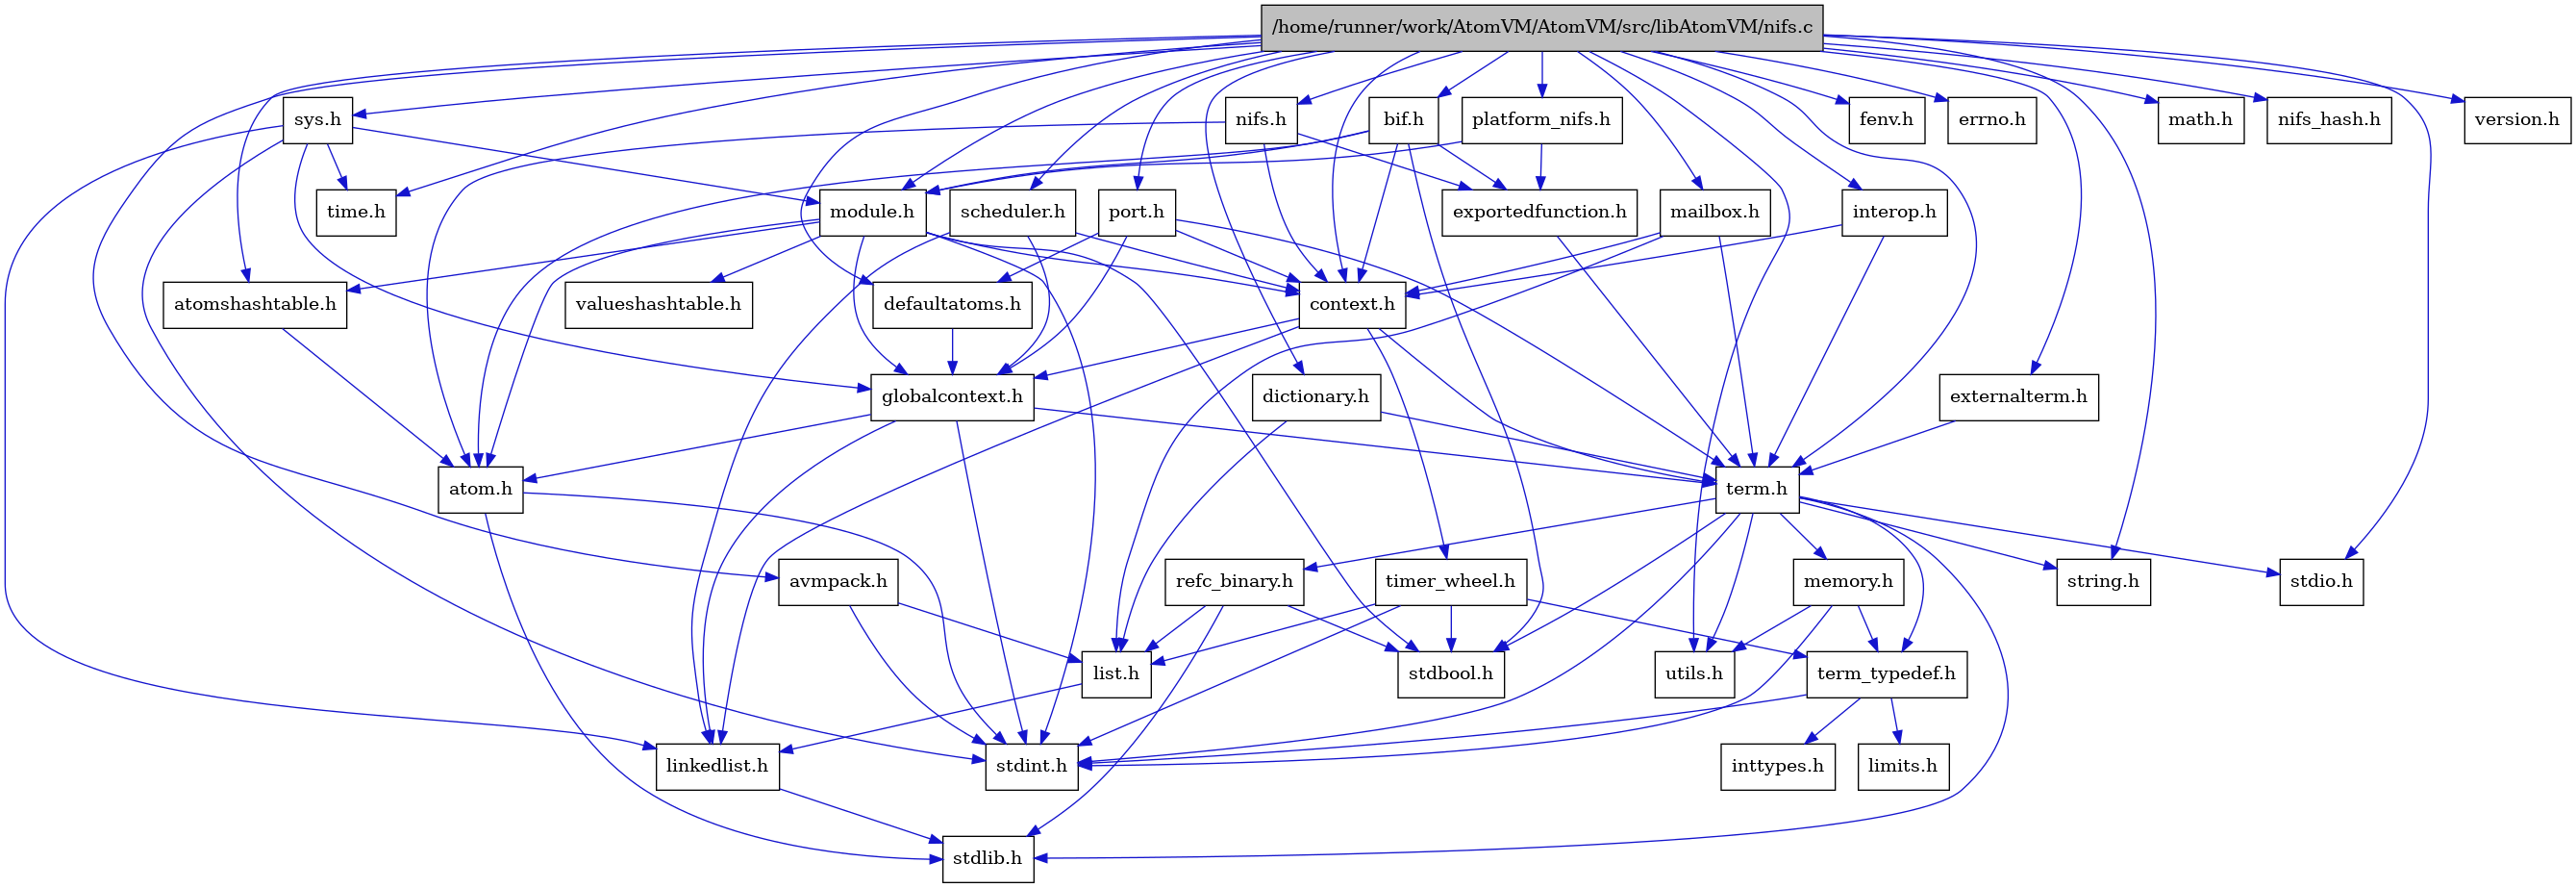 /home/runner/work/AtomVM/AtomVM/src/libAtomVM/nifs.c
sys.h
nifs.h
bif.h
platform_nifs.h
fenv.h
errno.h
math.h
nifs_hash.h
version.h
time.h
module.h
scheduler.h
port.h
exportedfunction.h
mailbox.h
interop.h
atomshashtable.h
valueshashtable.h
defaultatoms.h
context.h
globalcontext.h
dictionary.h
externalterm.h
atom.h
term.h
avmpack.h
refc_binary.h
timer_wheel.h
memory.h
string.h
stdio.h
list.h
stdbool.h
utils.h
term_typedef.h
linkedlist.h
stdint.h
inttypes.h
limits.h
stdlib.h